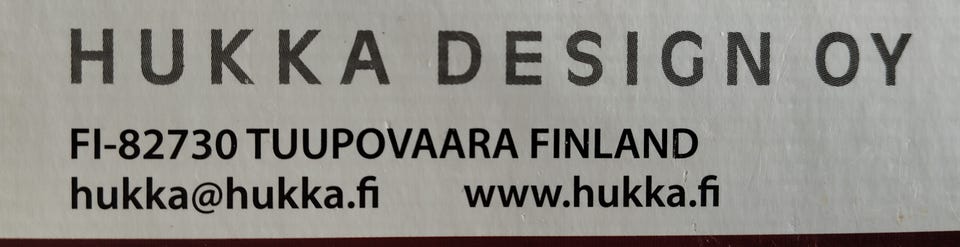 HUKKA DESIGN OY
FI-82730 TUUPOVAARA FINLAND
hukka@hukka.fi www.hukka.fi